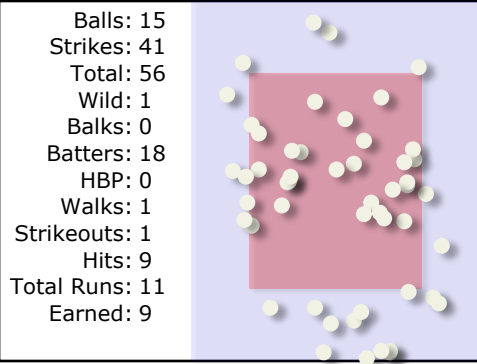 Balls: 15
Strikes: 41
Total: 56
Wild: 1
Balks: 0
Batters: 18
HBP: 0
Walks: 1
Strikeouts: 1
Hits: 9
Total Runs: 11
Earned: 9